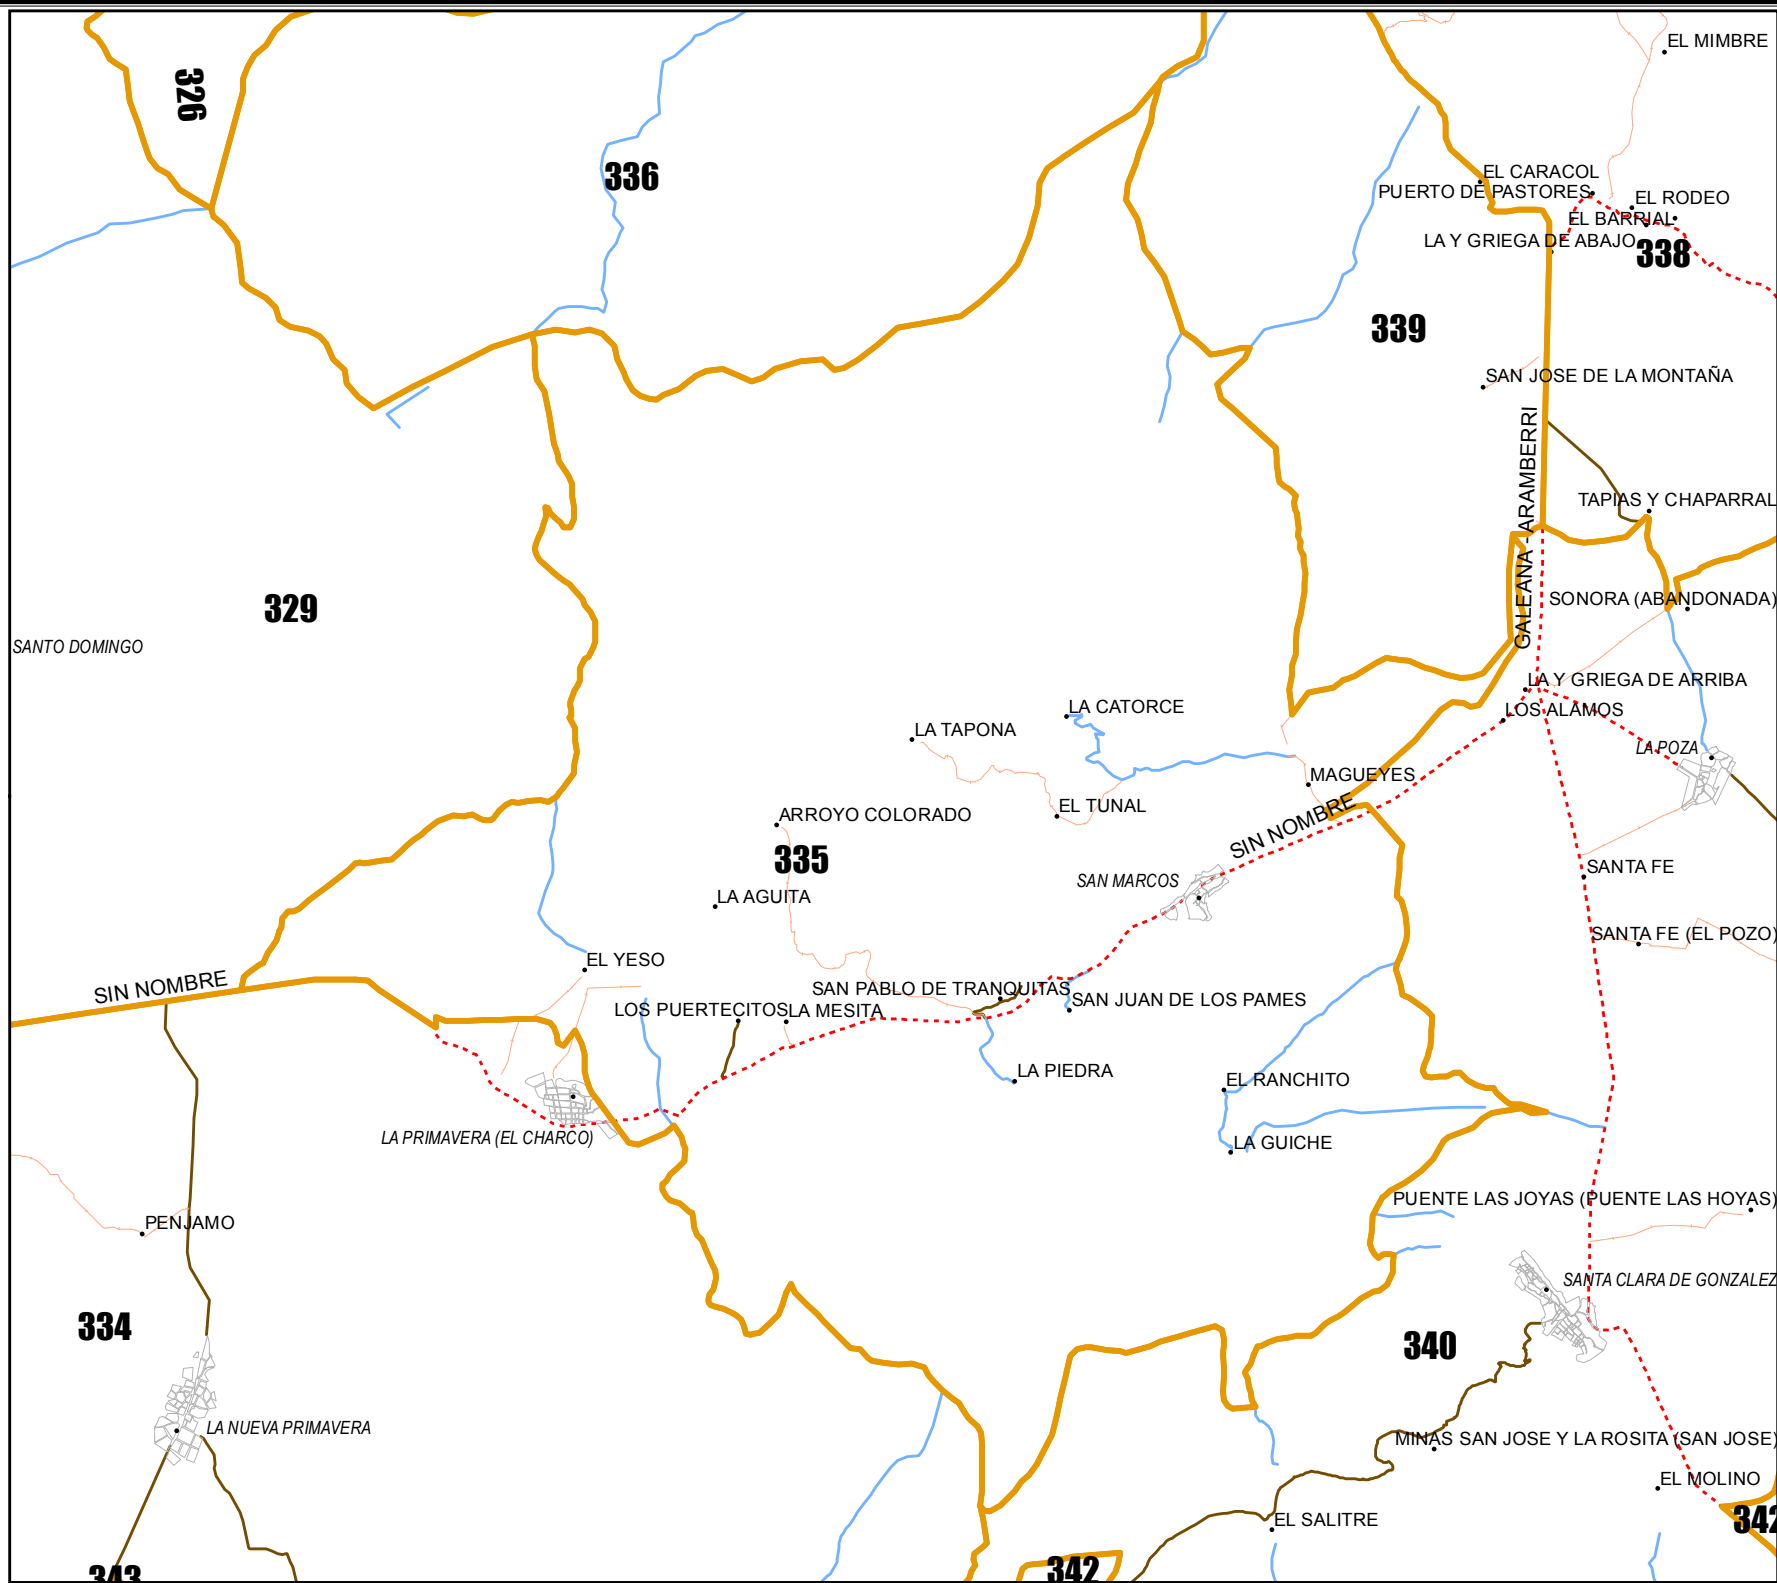 EL MIMBRE
326
336
EL CARACOL
PUERTO DE PASTORES
EL RODEO
EL BARRIAL
LA Y GRIEGA DE ABAJO
338
339
SAN JOSE DE LA MONTAÑA
GALEANA - ARAMBERRI
TAPIAS Y CHAPARRAL
329
SONORA (ABANDONADA)
SANTO DOMINGO
LA Y GRIEGA DE ARRIBA
LA CATORCE
LOS ALAMOS
LA TAPONA
LA POZA
MAGUEYES
EL TUNAL
ARROYO COLORADO
SIN NOMBRE
335
SANTA FE
SAN MARCOS
LA AGUITA
SANTA FE (EL POZO)
EL YESO
SIN NOMBRE
SAN PABLO DE TRANQUITAS
SAN JUAN DE LOS PAMES
LOS PUERTECITOS
LA MESITA
LA PIEDRA
EL RANCHITO
LA PRIMAVERA (EL CHARCO)
LA GUICHE
PUENTE LAS JOYAS (PUENTE LAS HOYAS)
PENJAMO
SANTA CLARA DE GONZALEZ
334
340
LA NUEVA PRIMAVERA
MINAS SAN JOSE Y LA ROSITA (SAN JOSE)
EL MOLINO
EL SALITRE
342
342
343